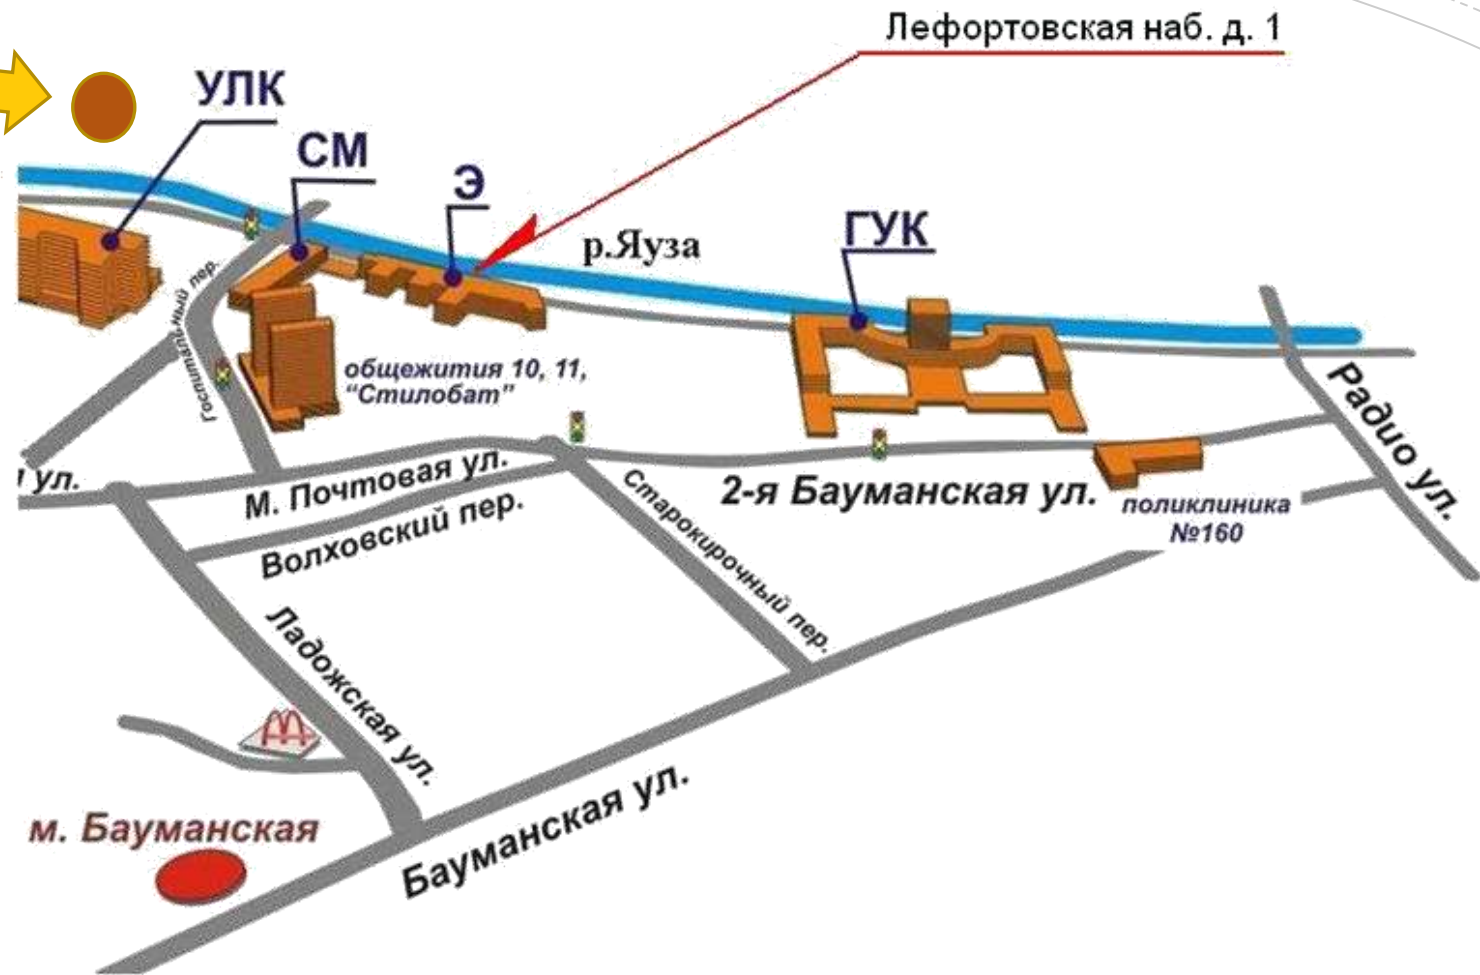 Лефортовская наб. д. 1
УЛК
СМ
Э
р.Яуза
ГУК
Госпитальный пер.
общежития 10, 11,
“Стилобат”
Радио ул.
ул.
М. Почтовая ул.
Волховский пер.
Старокирочный пер.
2-я Бауманская ул.
поликлиника
№160
Ладожская ул.
м. Бауманская
Бауманская ул.